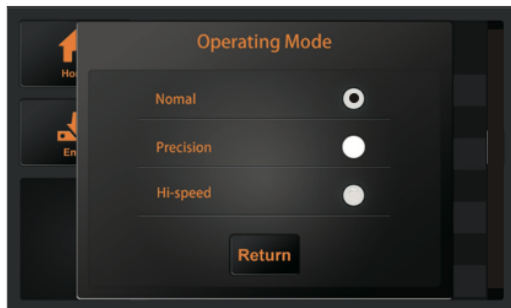 Operating Mode
Nomal
Precision
Hi-speed
Return